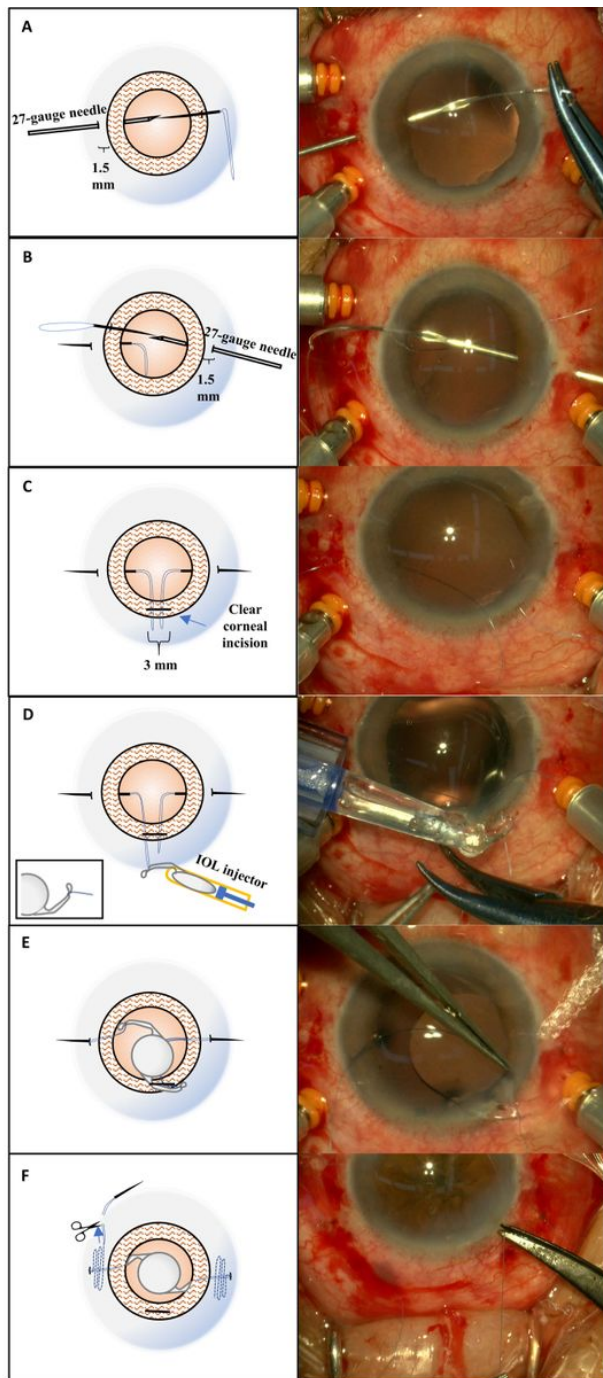 A
27-gauge needle
1.5
mm
B
27-gauge needle
1.5
mm
C
Clear
corneal
incision
3 mm
D
IOL injector
E
F